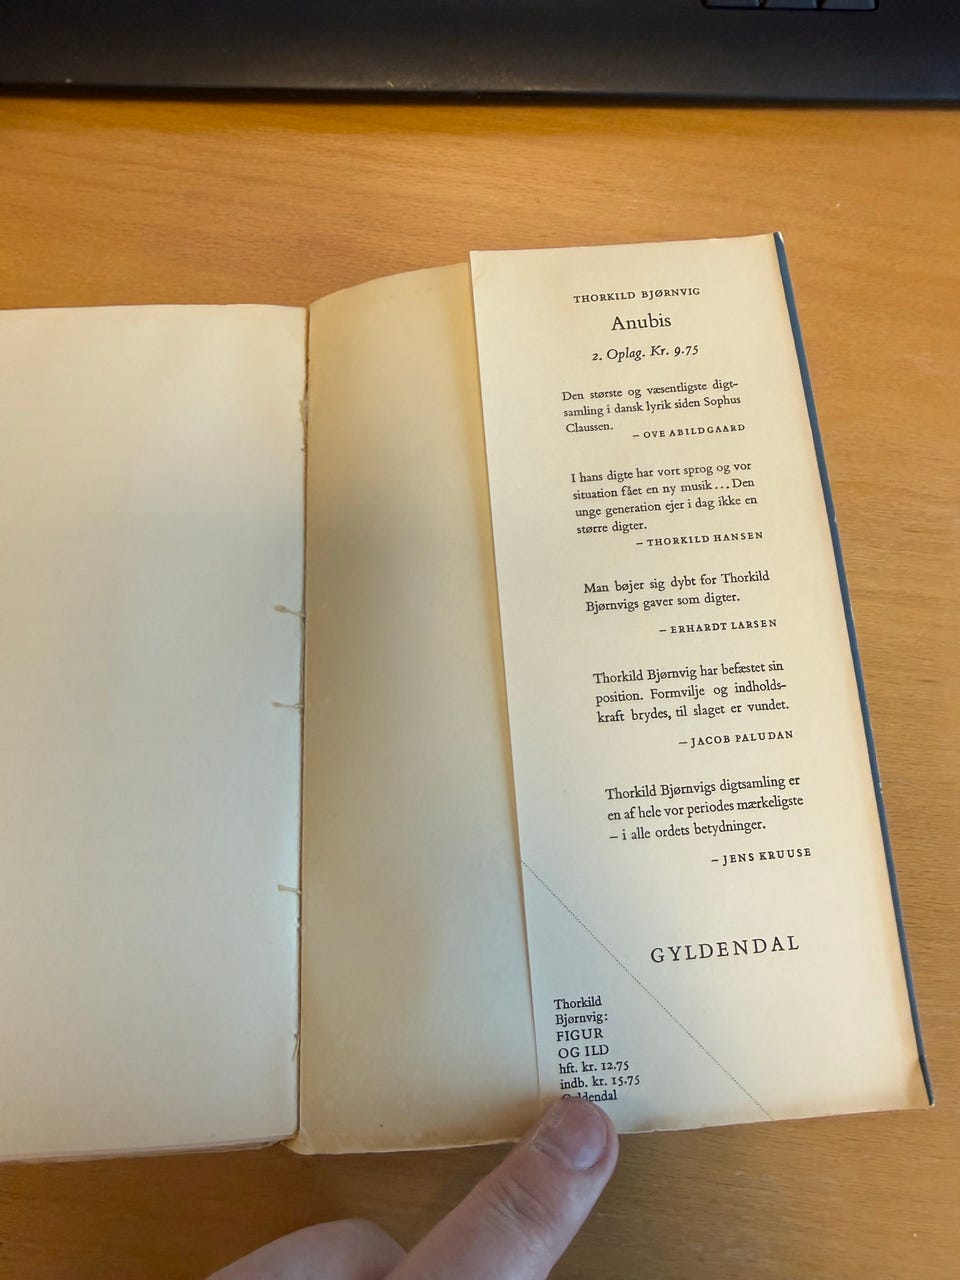 THORKILD BJØRNVIG
Anubis
2. Oplag. Kr. 9.75
Den største og væsentligste digt-
samling i dansk lyrik siden Sophus
Claussen.
– OVE ABILDGAARD
I hans digte har vort sprog og vor
situation fået en ny musik... Den
unge generation ejer i dag ikke en
større digter.
– THORKILD HANSEN
Man bøjer sig dybt for Thorkild
Bjørnvigs gaver som digter.
– ERHARDT LARSEN
Thorkild Bjørnvig har befæstet sin
position. Formvilje og indholds-
kraft brydes, til slaget er vundet.
– JACOB PALUDAN
Thorkild Bjørnvigs digtsamling er
en af hele vor periodes mærkeligste
– i alle ordets betydninger.
– JENS KRUUSE
GYLDENDAL
Thorkild
Bjørnvig:
FIGUR
OG ILD
hft. kr. 12.75
indb. kr. 15.75
Gyldendal